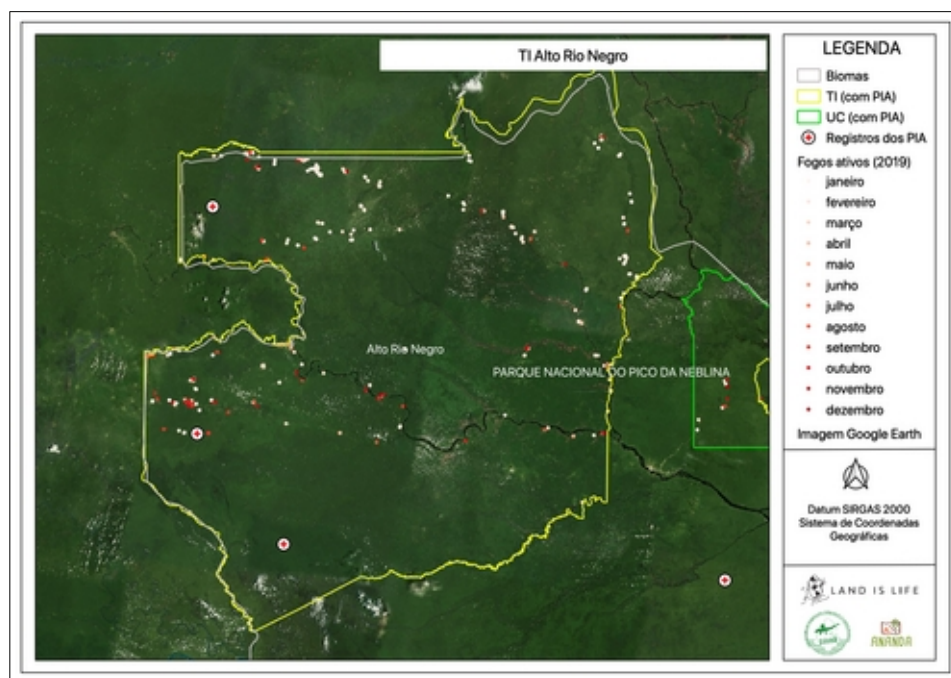 TI Alto Rio Negro
Alto Rio Negro
PARQUE NACIONAL DO PICO DA NEBLINA
LEGENDA
Biomas
TI (com PIA)
UC (com PIA)
Registros dos PIA
Fogos ativos (2019)
janeiro
fevereiro
março
abril
maio
junho
julho
agosto
setembro
outubro
novembro
dezembro
Imagem Google Earth
Datum SIRGAS 2000
Sistema de Coordenadas
Geográficas
LAND IS LIFE
ANANDA